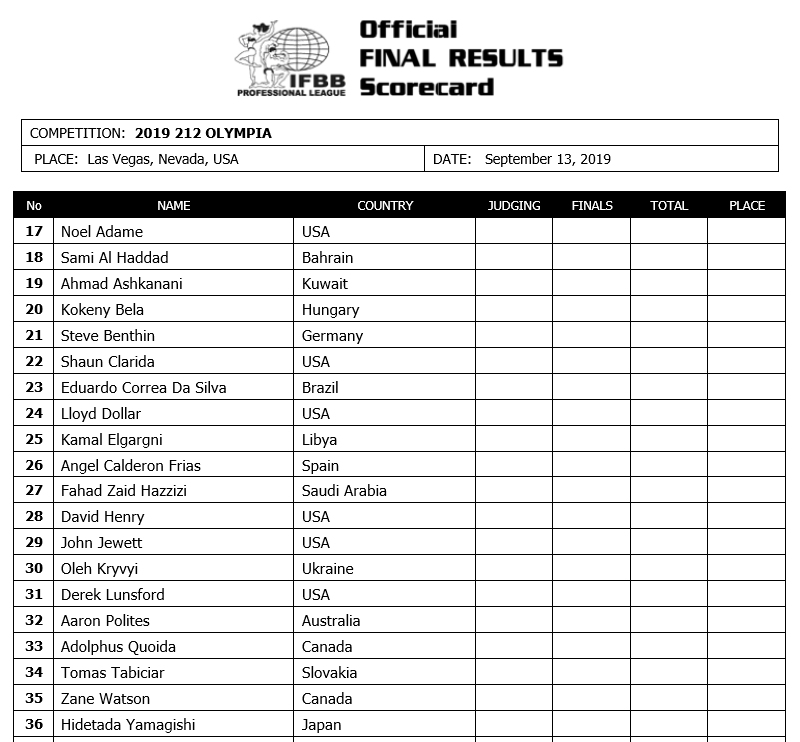 Official
FINAL RESULTS
Scorecard
IFBB
PROFESSIONAL LEAGUE
COMPETITION: 2019 212 OLYMPIA
PLACE: Las Vegas, Nevada, USA DATE: September 13, 2019
No NAME COUNTRY JUDGING FINALS TOTAL PLACE
17 Noel Adame USA
18 Sami Al Haddad Bahrain
19 Ahmad Ashkanani Kuwait
20 Kokeny Bela Hungary
21 Steve Benthin Germany
22 Shaun Clarida USA
23 Eduardo Correa Da Silva Brazil
24 Lloyd Dollar USA
25 Kamal Elgargni Libya
26 Angel Calderon Frias Spain
27 Fahad Zaid Hazzizi Saudi Arabia
28 David Henry USA
29 John Jewett USA
30 Oleh Kryvyi Ukraine
31 Derek Lunsford USA
32 Aaron Polites Australia
33 Adolphus Quoida Canada
34 Tomas Tabiciar Slovakia
35 Zane Watson Canada
36 Hidetada Yamagishi Japan